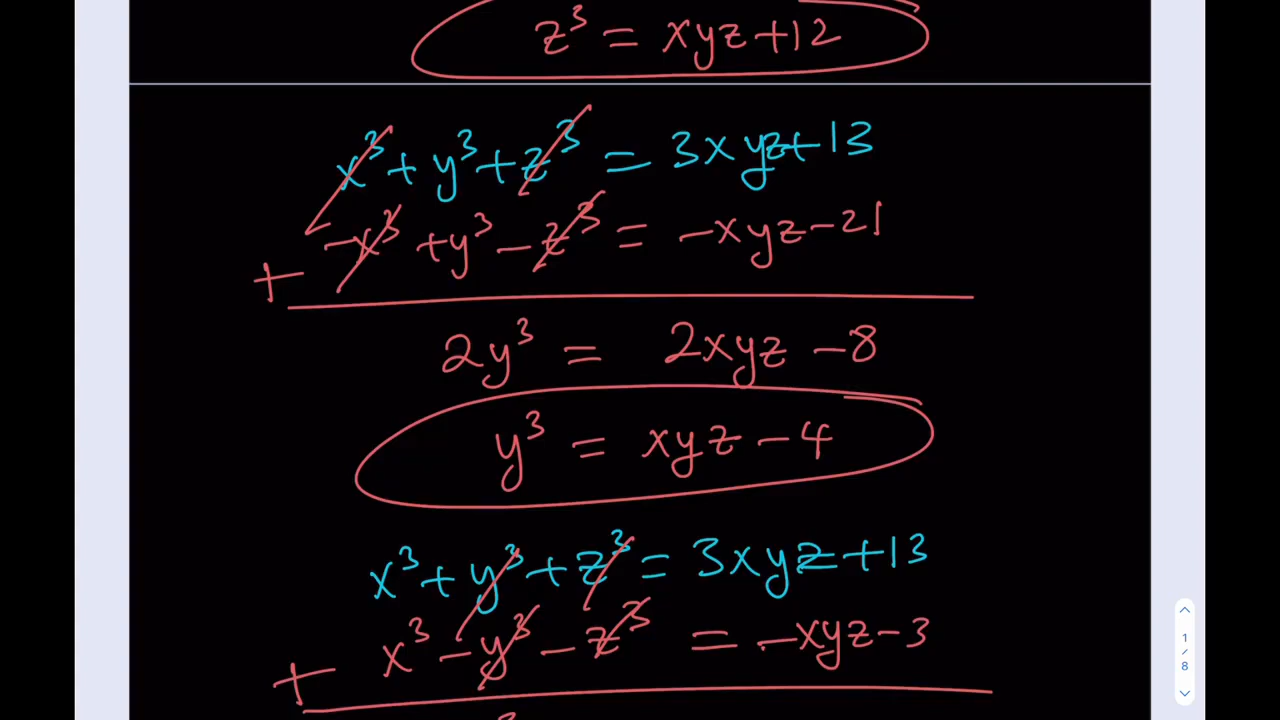 z³ = xyz + 12
x³ + y³ + z³ = 3xyz + 13
+ -x³ + y³ - z³ = -xyz - 21
2y³ = 2xyz - 8
y³ = xyz - 4
x³ + y³ + z³ = 3xyz + 13
+ x³ - y³ - z³ = -xyz - 3
1
/
8